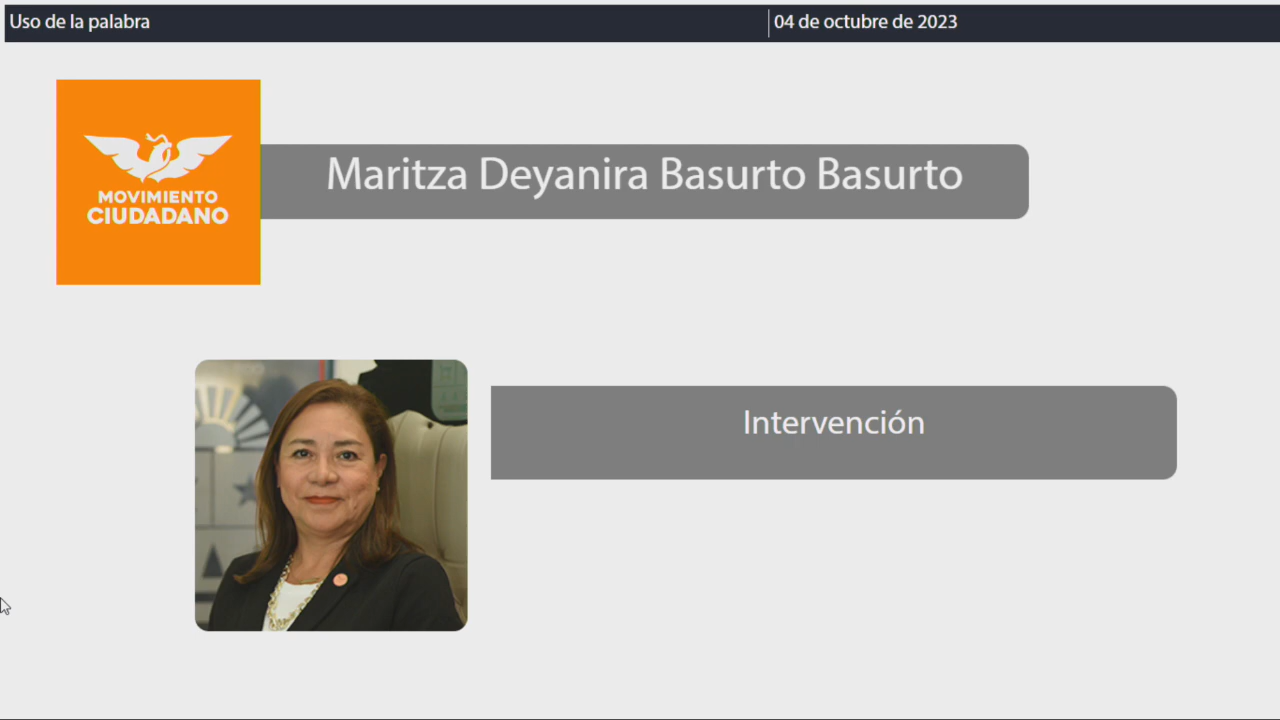 Uso de la palabra
04 de octubre de 2023
MOVIMIENTO
CIUDADANO
Maritza Deyanira Basurto Basurto
Intervención